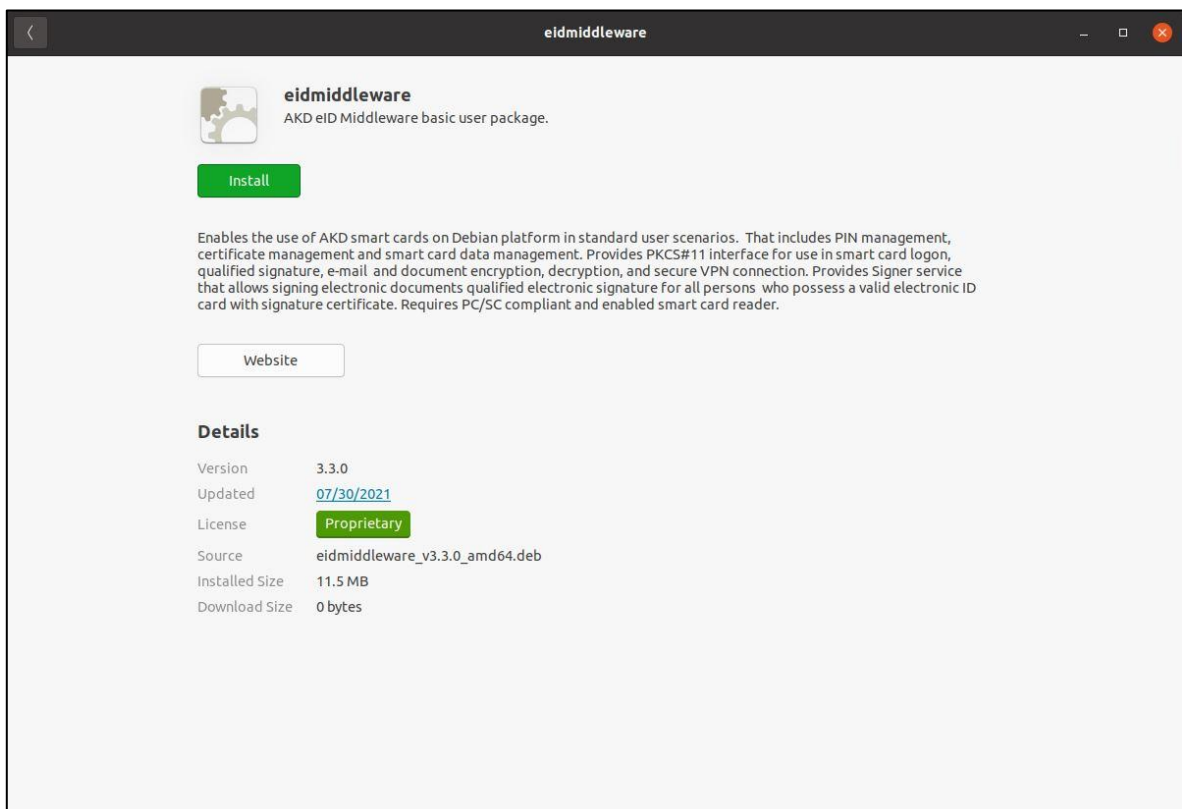 eidmiddleware
eidmiddleware
AKD eID Middleware basic user package.
Install
Enables the use of AKD smart cards on Debian platform in standard user scenarios.  That includes PIN management,
certificate management and smart card data management. Provides PKCS#11 interface for use in smart card logon,
qualified signature, e-mail  and document encryption, decryption, and secure VPN connection. Provides Signer service
that allows signing electronic documents qualified electronic signature for all persons  who possess a valid electronic ID
card with signature certificate. Requires PC/SC compliant and enabled smart card reader.
Website
Details
Version 3.3.0
Updated 07/30/2021
License Proprietary
Source eidmiddleware_v3.3.0_amd64.deb
Installed Size 11.5 MB
Download Size 0 bytes